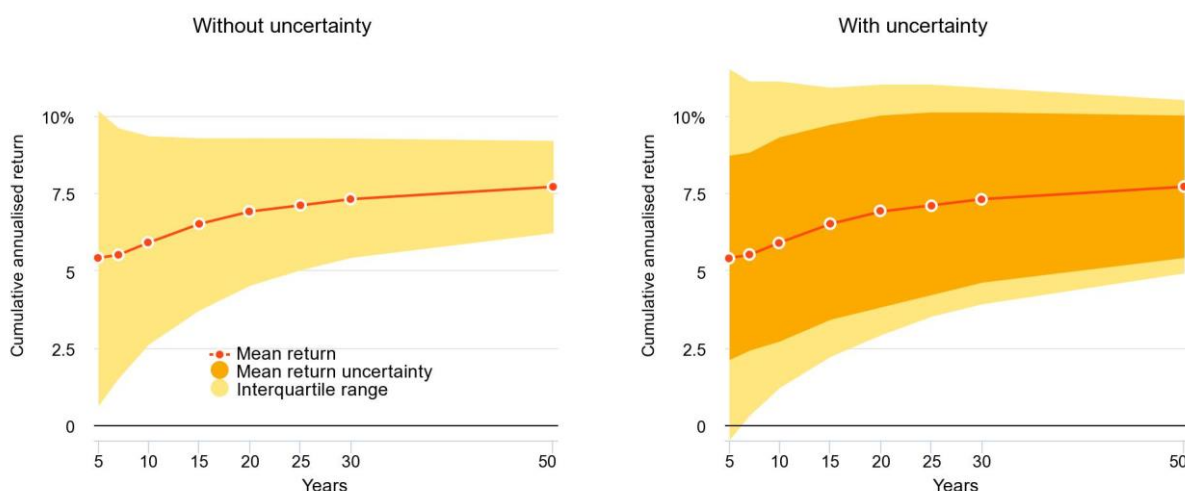 Without uncertainty
Cumulative annualised return
10%
7.5
5
2.5
0
Mean return
Mean return uncertainty
Interquartile range
5 10 15 20 25 30 50
Years
With uncertainty
Cumulative annualised return
10%
7.5
5
2.5
0
5 10 15 20 25 30 50
Years